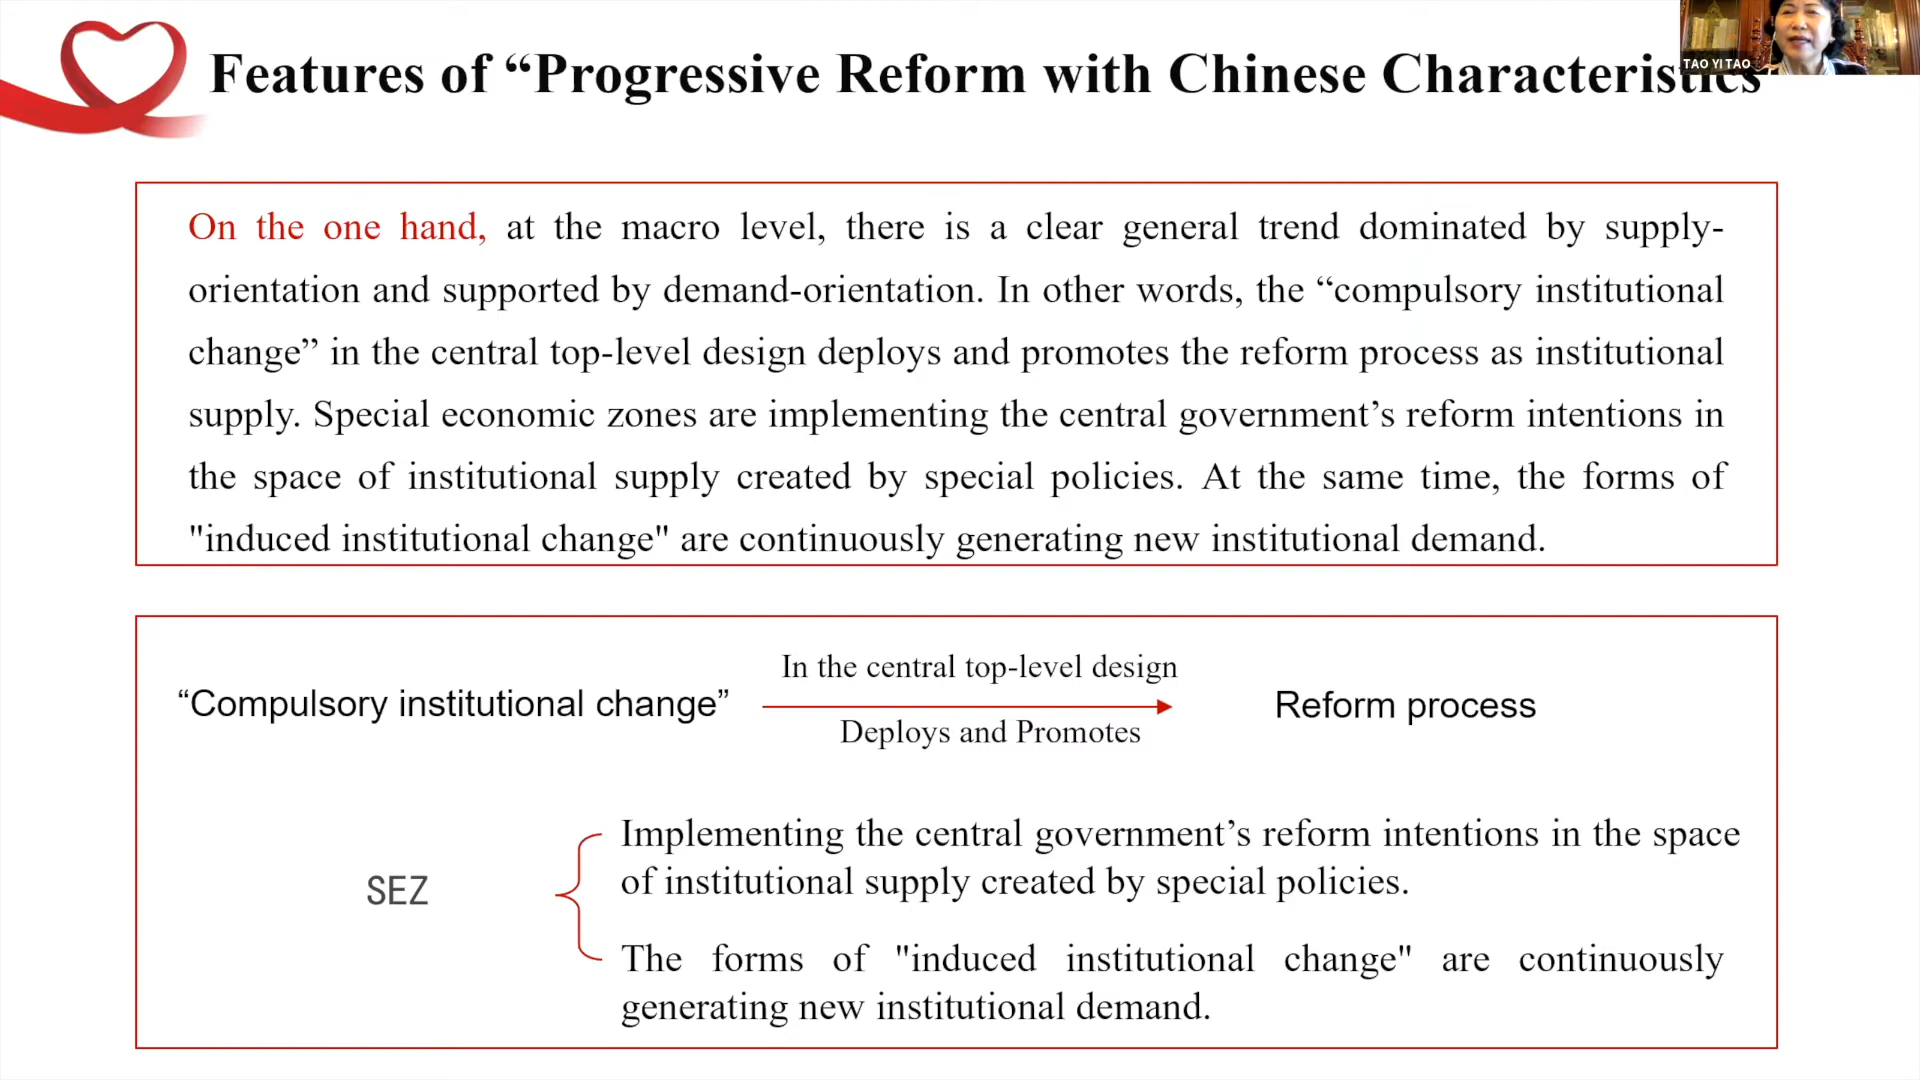 Features of “Progressive Reform with Chinese Characteristics
TAO YITAO
On the one hand, at the macro level, there is a clear general trend dominated by supply-
orientation and supported by demand-orientation. In other words, the “compulsory institutional
change” in the central top-level design deploys and promotes the reform process as institutional
supply. Special economic zones are implementing the central government’s reform intentions in
the space of institutional supply created by special policies. At the same time, the forms of
"induced institutional change" are continuously generating new institutional demand.
In the central top-level design
“Compulsory institutional change”
Reform process
Deploys and Promotes
SEZ
Implementing the central government’s reform intentions in the space
of institutional supply created by special policies.
The forms of "induced institutional change" are continuously
generating new institutional demand.